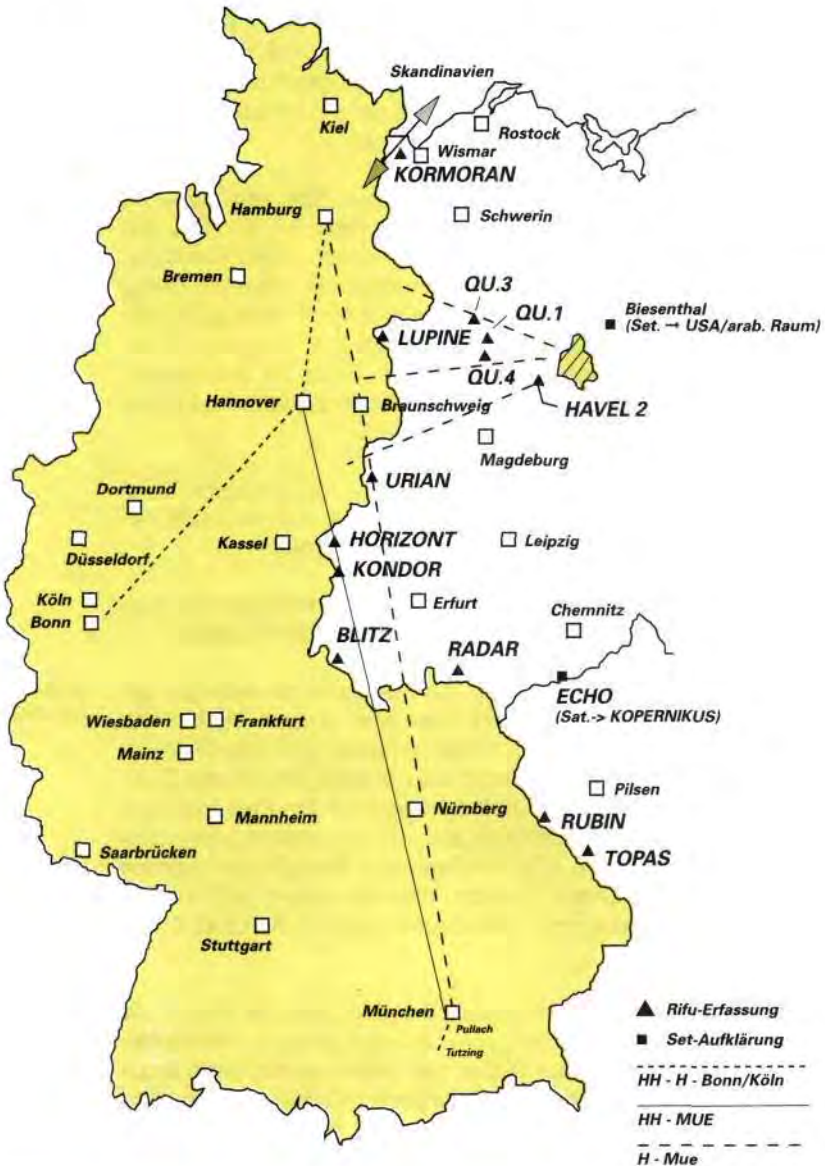 Skandinavien
Kiel
Rostock
Wismar
KORMORAN
Hamburg
Schwerin
Bremen
QU.3
QU.1
Biesenthal
(Set. → USA/arab. Raum)
LUPINE
QU.4
Hannover
Braunschweig
HAVEL 2
Magdeburg
URIAN
Dortmund
Düsseldorf
Kassel
HORIZONT
Leipzig
KONDOR
Köln
Bonn
Erfurt
Chemnitz
BLITZ
RADAR
ECHO
(Sat.-> KOPERNIKUS)
Wiesbaden
Frankfurt
Mainz
Pilsen
Mannheim
Nürnberg
RUBIN
Saarbrücken
TOPAS
Stuttgart
München
Pullach
Tutzing
▲ Rifu-Erfassung
■ Set-Aufklärung
HH - H - Bonn/Köln
HH - MUE
H - Mue